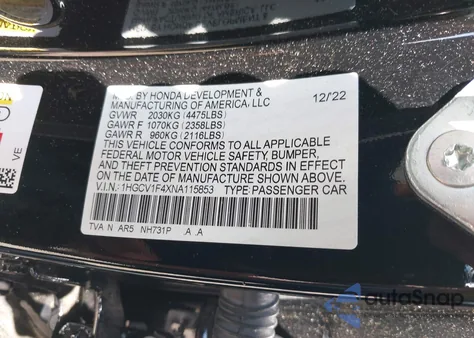 MFD. BY HONDA DEVELOPMENT &
MANUFACTURING OF AMERICA, LLC 12/22
GVWR 2030KG (4475LBS)
GAWR F 1070KG (2358LBS)
GAWR R 960KG (2116LBS)
THIS VEHICLE CONFORMS TO ALL APPLICABLE
FEDERAL MOTOR VEHICLE SAFETY, BUMPER,
AND THEFT PREVENTION STANDARDS IN EFFECT
ON THE DATE OF MANUFACTURE SHOWN ABOVE.
V.I.N.: 1HGCV1F4XNA115853 TYPE: PASSENGER CAR
TVA N AR5 NH731P A A
VE
autoSnap